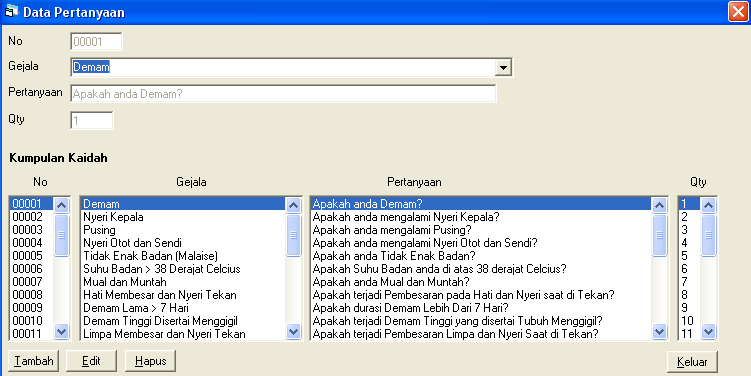 Data Pertanyaan
No 00001
Gejala Demam
Pertanyaan Apakah anda Demam?
Qty 1
Kumpulan Kaidah
No Gejala Pertanyaan Qty
00001 Demam Apakah anda Demam? 1
00002 Nyeri Kepala Apakah anda mengalami Nyeri Kepala? 2
00003 Pusing Apakah anda mengalami Pusing? 3
00004 Nyeri Otot dan Sendi Apakah anda mengalami Nyeri Otot dan Sendi? 4
00005 Tidak Enak Badan (Malaise) Apakah anda Tidak Enak Badan? 5
00006 Suhu Badan > 38 Derajat Celcius Apakah Suhu Badan anda di atas 38 derajat Celcius? 6
00007 Mual dan Muntah Apakah anda Mual dan Muntah? 7
00008 Hati Membesar dan Nyeri Tekan Apakah terjadi Pembesaran pada Hati dan Nyeri saat di Tekan? 8
00009 Demam Lama > 7 Hari Apakah durasi Demam Lebih Dari 7 Hari? 9
00010 Demam Tinggi Disertai Menggigil Apakah terjadi Demam Tinggi yang disertai Tubuh Menggigil? 10
00011 Limpa Membesar dan Nyeri Tekan Apakah terjadi Pembesaran Limpa dan Nyeri Saat di Tekan? 11
Tambah Edit Hapus Keluar